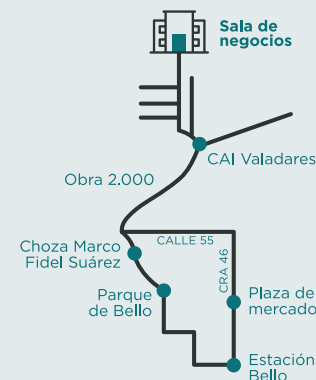 Sala de
negocios
CAI Valadares
Obra 2.000
CALLE 55
CRA 46
Choza Marco
Fidel Suárez
Parque
de Bello
Plaza de
mercado
Estación
Bello